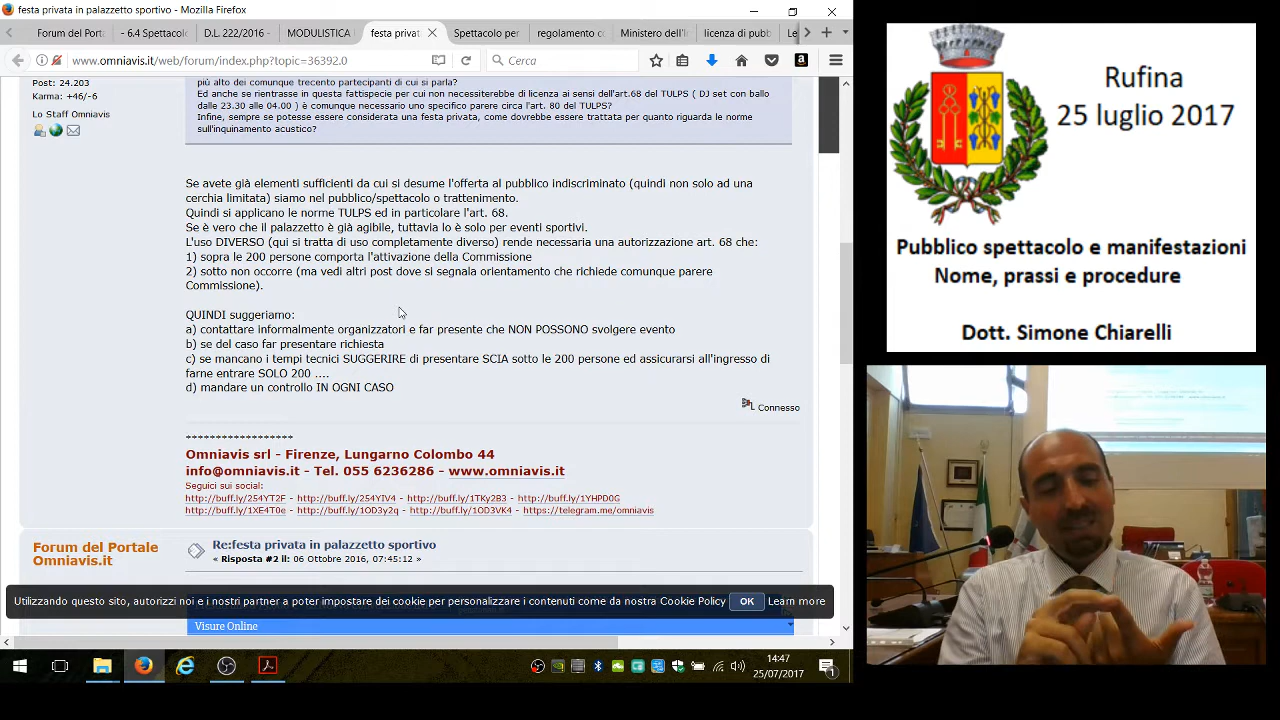 festa privata in palazzetto sportivo - Mozilla Firefox
Forum del Porta
- 6.4 Spettacolo
D.L. 222/2016 -
MODULISTICA
festa privat
Spettacolo per
regolamento co
Ministero dell'
licenza di pubb
Le
www.omniavis.it/web/forum/index.php?topic=36392.0
Cerca
Post: 24.203
Karma: +46/-6
Lo Staff Omniavis
più alto dei comunque trecento partecipanti di cui si parla?
Ed anche se rientrasse in questa fattispecie per cui non necessiterebbe di licenza ai sensi dell'art.68 del TULPS ( DJ set con ballo
dalle 23.30 alle 04.00 ) è comunque necessario uno specifico parere circa l'art. 80 del TULPS?
Infine, se non potesse essere considerata una festa privata, come dovrebbe essere trattata per quanto riguarda le norme
sull'inquinamento acustico?
Se avete già elementi sufficienti da cui si desume l'offerta al pubblico indiscriminato (quindi non solo ad una
cerchia limitata) siamo nel pubblico/spettacolo o trattenimento.
Quindi si applicano le norme TULPS ed in particolare l'art. 68.
Se è vero che il palazzetto è già agibile, tuttavia lo è solo per eventi sportivi.
L'uso DIVERSO (qui si tratta di uso completamente diverso) rende necessaria una autorizzazione art. 68 che:
1) sopra le 200 persone comporta l'attivazione della Commissione
2) sotto non occorre (ma vedi altri post dove si segnala orientamento che richiede comunque parere
Commissione).
QUINDI suggeriamo:
a) contattare informalmente organizzatori e far presente che NON POSSONO svolgere evento
b) se del caso far presentare richiesta
c) se mancano i tempi tecnici SUGGERIRE di presentare SCIA sotto le 200 persone ed assicurarsi all'ingresso di
farne entrare SOLO 200 ....
d) mandare un controllo IN OGNI CASO
Connesso
******************
Omniavis srl - Firenze, Lungarno Colombo 44
info@omniavis.it - Tel. 055 6236286 - www.omniavis.it
Seguici sui social:
http://buff.ly/254YT2F - http://buff.ly/254YIV4 - http://buff.ly/1TKy2B3 - http://buff.ly/1YHPD0G
http://buff.ly/1XE4T0e - http://buff.ly/1OD3y2q - http://buff.ly/1OD3VK4 - https://telegram.me/omniavis
Forum del Portale
Omniavis.it
Re:festa privata in palazzetto sportivo
« Risposta #2 il: 06 Ottobre 2016, 07:45:12 »
Utilizzando questo sito, autorizzi noi e i nostri partner a poter impostare dei cookie per personalizzare i contenuti come da nostra Cookie Policy
OK
Learn more
Visure Online
14:47
25/07/2017
Rufina
25 luglio 2017
Pubblico spettacolo e manifestazioni
Nome, prassi e procedure
Dott. Simone Chiarelli